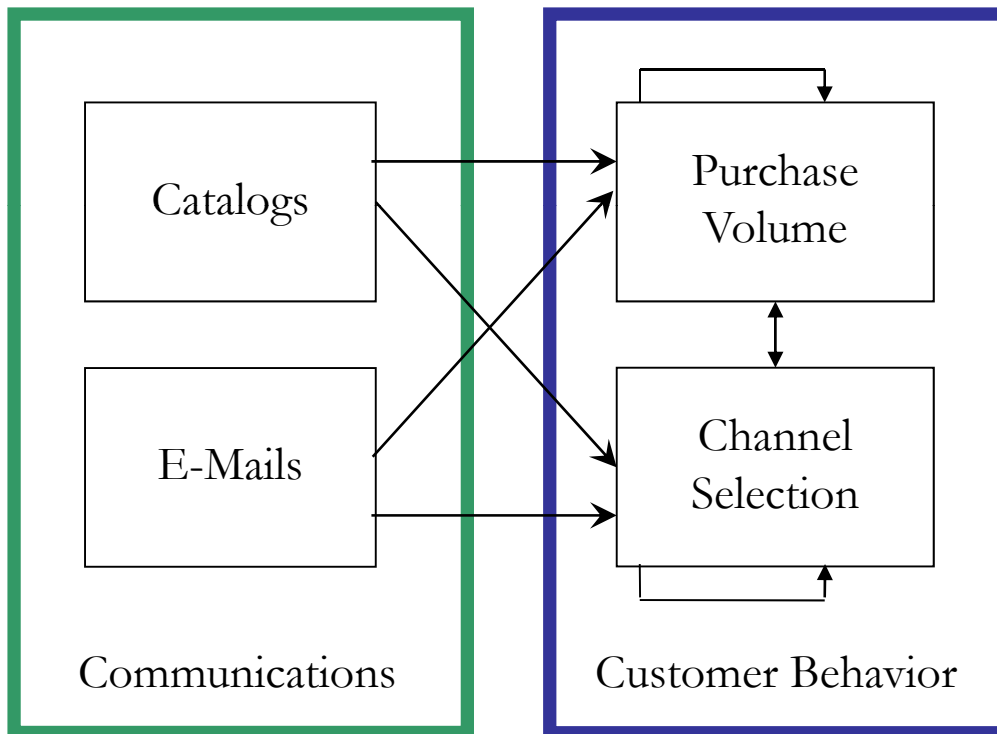 Catalogs
E-Mails
Communications
Purchase
Volume
Channel
Selection
Customer Behavior